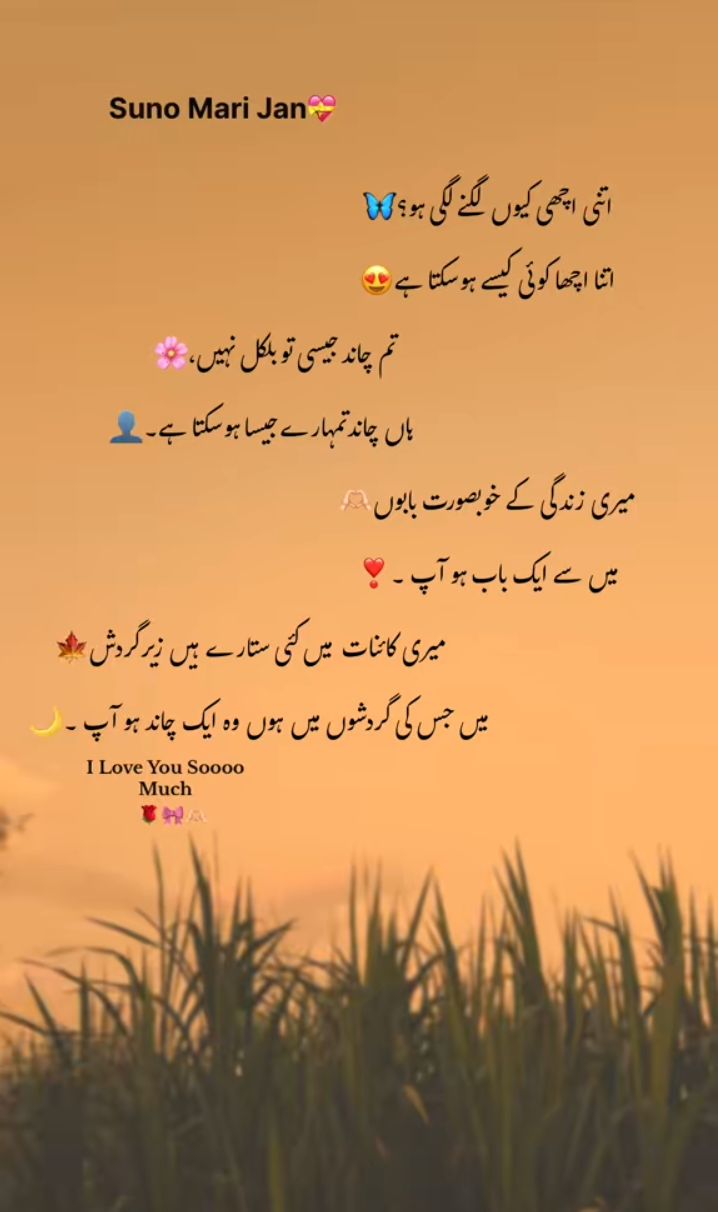 Suno Mari Jan💝
اتنی اچھی کیوں لگنے لگی ہو؟🦋
اتنا اچھا کوئی کیسے ہو سکتا ہے😍
تم چاند جیسی تو بلکل نہیں،🌸
ہاں چاند تمہارے جیسا ہو سکتا ہے۔👤
میری زندگی کے خوبصورت بابوں🫶🏻
میں سے ایک باب ہو آپ ۔❣️
میری کائنات میں کئی ستارے ہیں زیر گردش🍁
میں جس کی گردشوں میں ہوں وہ ایک چاند ہو آپ ۔🌙
I Love You Soooo
Much
🌹🎀🫶🏻